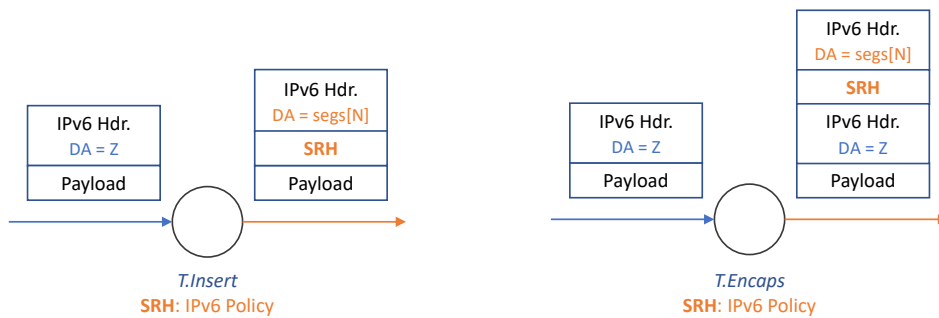 IPv6 Hdr.
DA = Z
Payload
IPv6 Hdr.
DA = segs[N]
SRH
Payload
T.Insert
SRH: IPv6 Policy
IPv6 Hdr.
DA = Z
Payload
IPv6 Hdr.
DA = segs[N]
SRH
IPv6 Hdr.
DA = Z
Payload
T.Encaps
SRH: IPv6 Policy